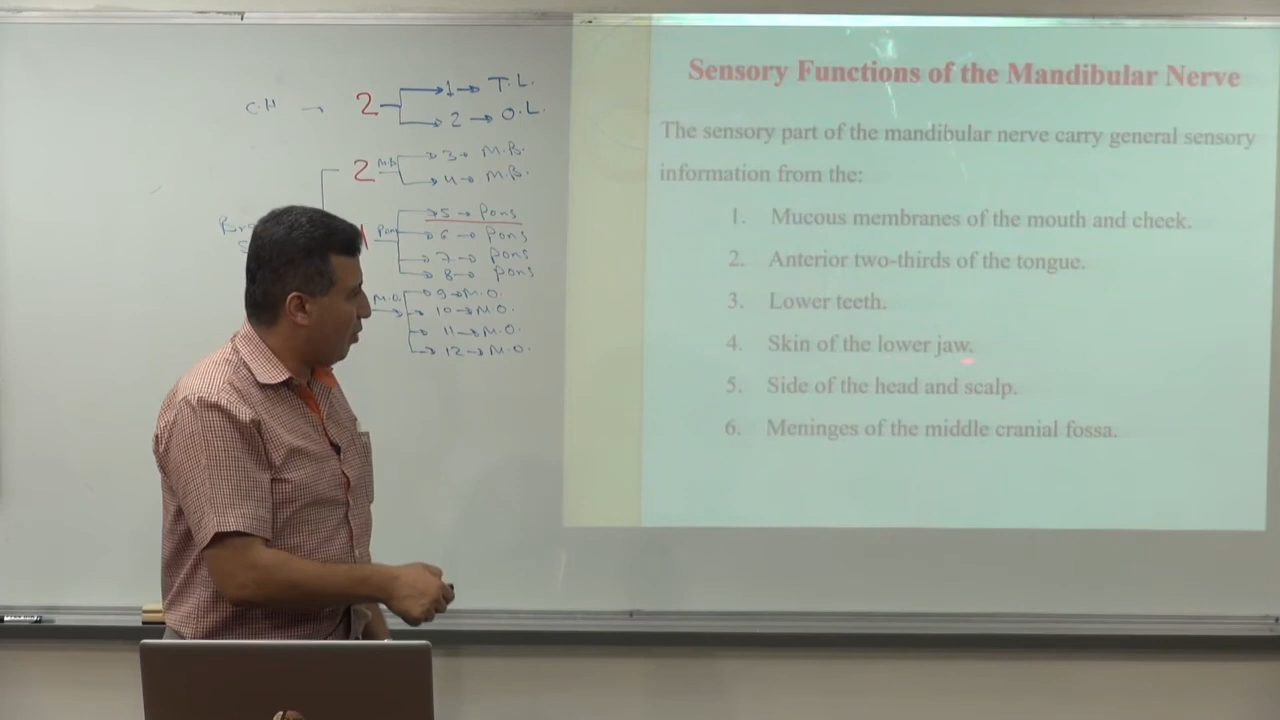 C.H → 2 1 → T.L.
2 → O.L.
2 M.B 3 → M.B.
4 → M.B.
5 → Pons
Pons 6 → Pons
7 → Pons
8 → Pons
M.O. 9 → M.O.
10 → M.O.
11 → M.O.
12 → M.O.
Sensory Functions of the Mandibular Nerve
The sensory part of the mandibular nerve carry general sensory
information from the:
1. Mucous membranes of the mouth and cheek.
2. Anterior two-thirds of the tongue.
3. Lower teeth.
4. Skin of the lower jaw.
5. Side of the head and scalp.
6. Meninges of the middle cranial fossa.